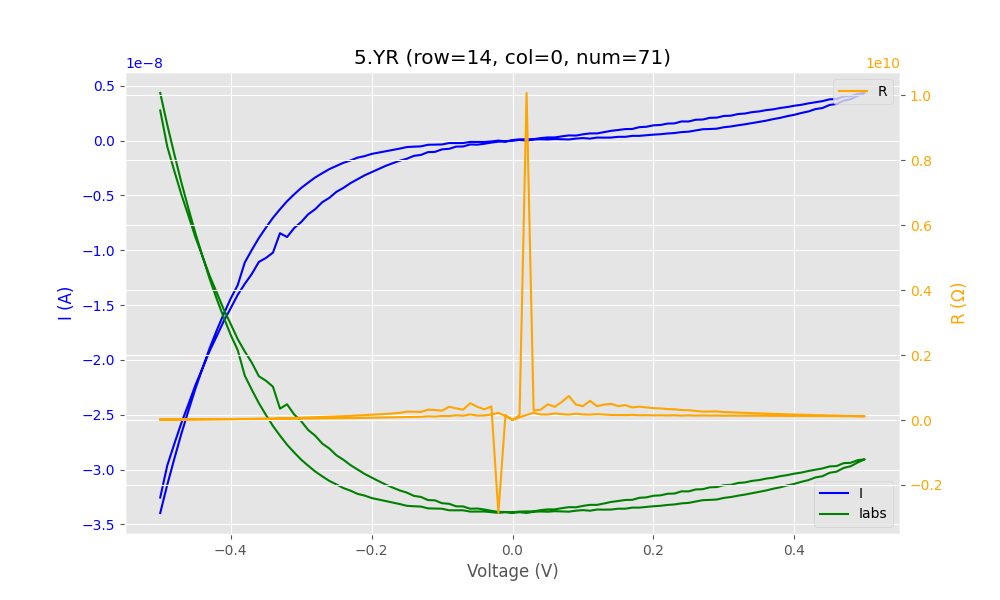 5.YR (row=14, col=0, num=71)
1e−8
1e10
R
0.5
0.0
−0.5
−1.0
−1.5
−2.0
−2.5
−3.0
−3.5
I (A)
1.0
0.8
0.6
0.4
0.2
0.0
−0.2
R (Ω)
I
Iabs
−0.4
−0.2
0.0
0.2
0.4
Voltage (V)